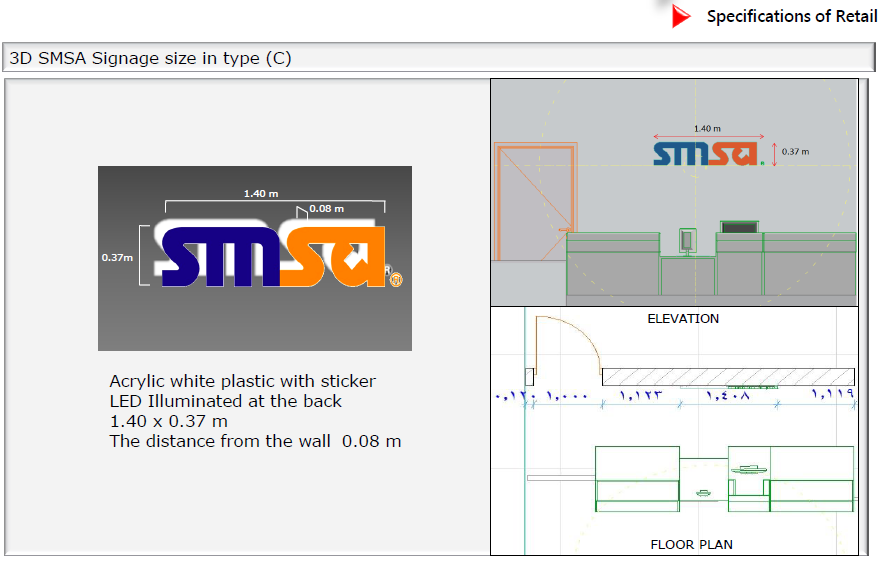 Specifications of Retail
3D SMSA Signage size in type (C)
1.40 m
0.08 m
0.37m
smsa
R
®
Acrylic white plastic with sticker
LED Illuminated at the back
1.40 x 0.37 m
The distance from the wall 0.08 m
1.40 m
smsa
0.37 m
ELEVATION
٠,١٢٠ ١,٠٠٠ ١,١٢٣ ١,٤٠٨ ١,١١٩
FLOOR PLAN